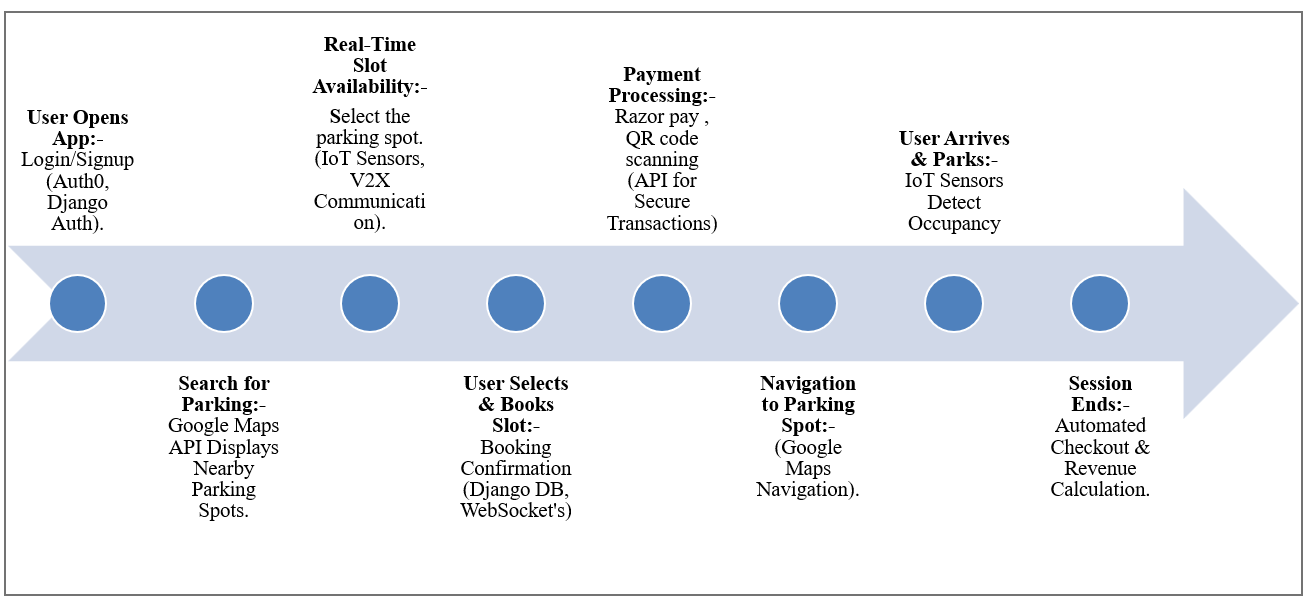 User Opens
App:-
Login/Signup
(Auth0,
Django
Auth).
Search for
Parking:-
Google Maps
API Displays
Nearby
Parking
Spots.
Real-Time
Slot
Availability:-
Select the
parking spot.
(IoT Sensors,
V2X
Communicati
on).
User Selects
& Books
Slot:-
Booking
Confirmation
(Django DB,
WebSocket's)
Payment
Processing:-
Razor pay ,
QR code
scanning
(API for
Secure
Transactions)
Navigation
to Parking
Spot:-
(Google
Maps
Navigation).
User Arrives
& Parks:-
IoT Sensors
Detect
Occupancy
Session
Ends:-
Automated
Checkout &
Revenue
Calculation.